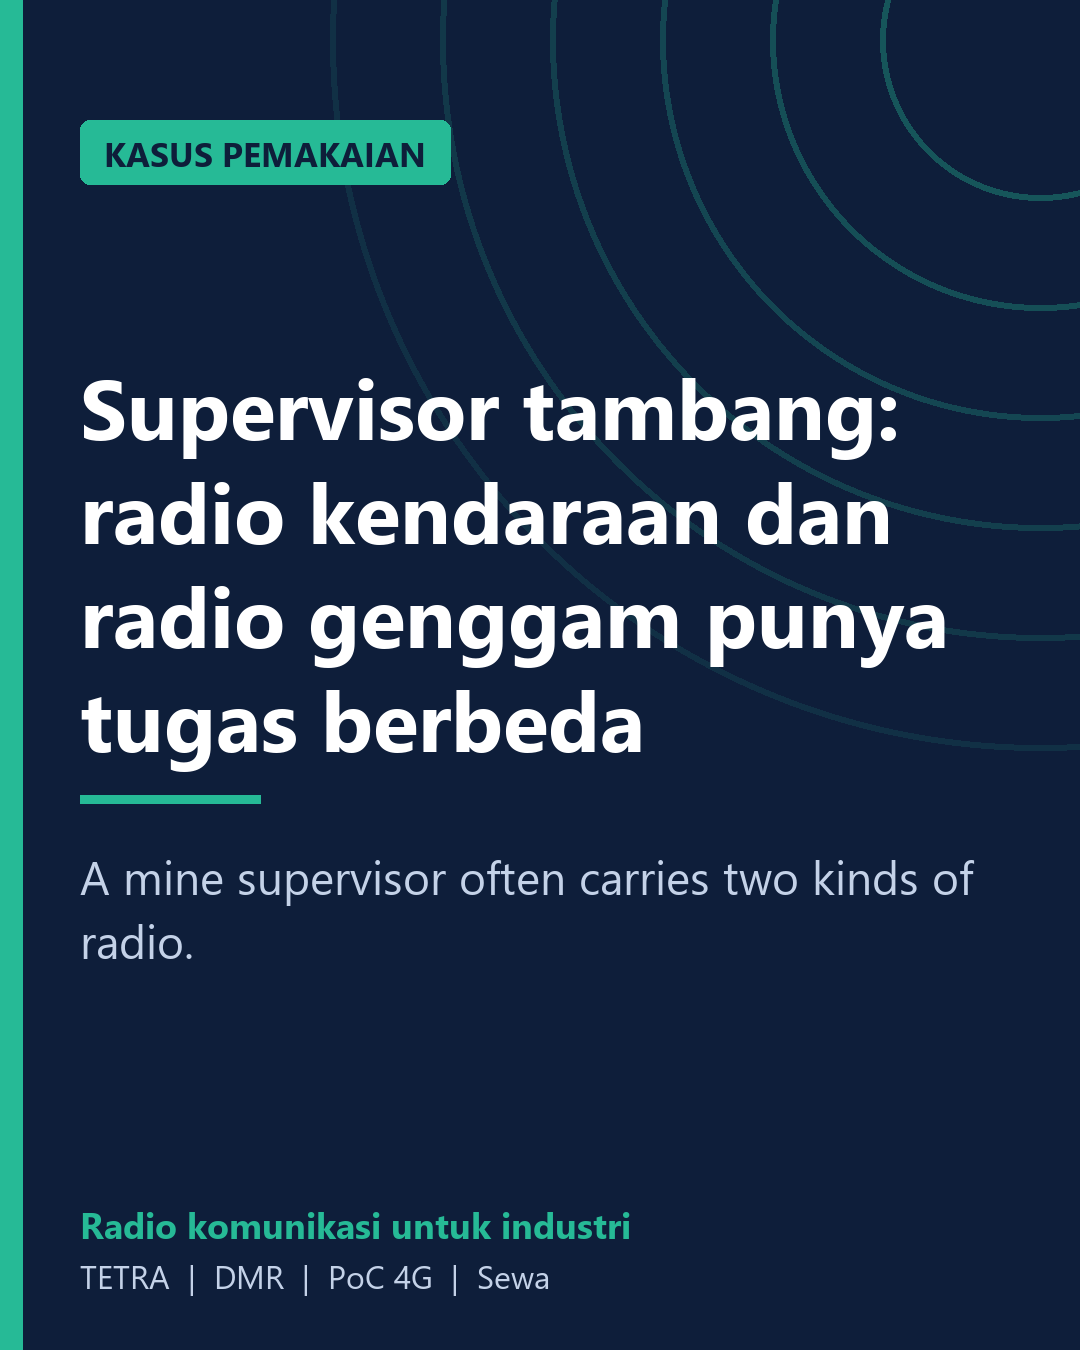 KASUS PEMAKAIAN
Supervisor tambang:
radio kendaraan dan
radio genggam punya
tugas berbeda
A mine supervisor often carries two kinds of
radio.
Radio komunikasi untuk industri
TETRA | DMR | PoC 4G | Sewa